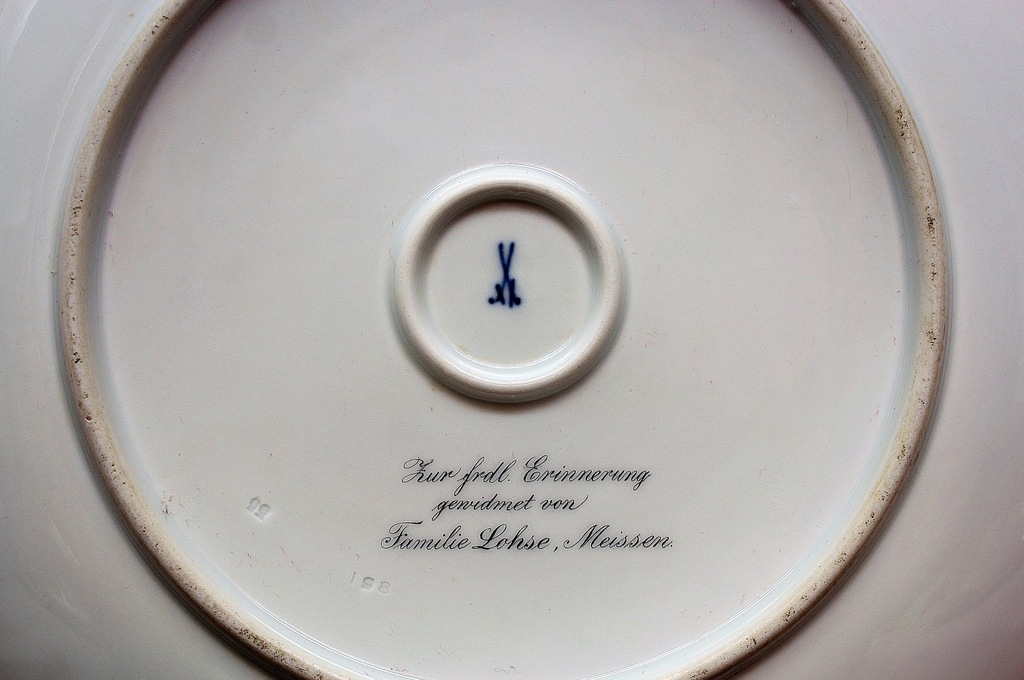 Zur frdl. Erinnerung
gewidmet von
Familie Lohse, Meissen.